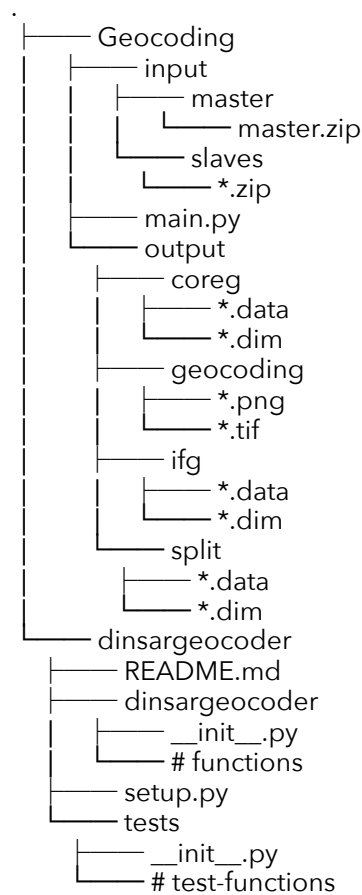 .
Geocoding
input
master
master.zip
slaves
*.zip
main.py
output
coreg
*.data
*.dim
geocoding
*.png
*.tif
ifg
*.data
*.dim
split
*.data
*.dim
dinsargeocoder
README.md
dinsargeocoder
__init__.py
# functions
setup.py
tests
__init__.py
# test-functions